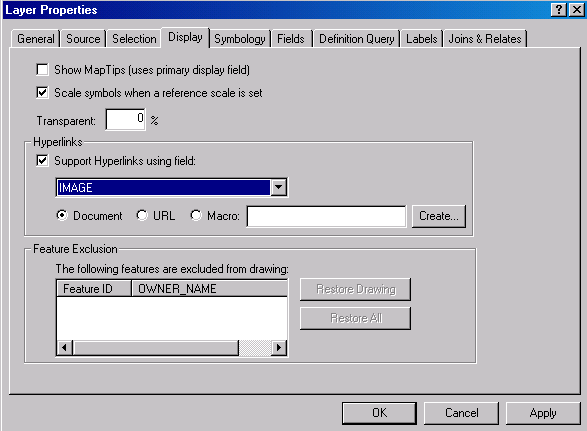 Layer Properties
General Source Selection Display Symbology Fields Definition Query Labels Joins & Relates
Show MapTips (uses primary display field)
Scale symbols when a reference scale is set
Transparent: 0 %
Hyperlinks
Support Hyperlinks using field:
IMAGE
Document URL Macro: Create...
Feature Exclusion
The following features are excluded from drawing:
Feature ID OWNER_NAME
Restore Drawing
Restore All
OK Cancel Apply